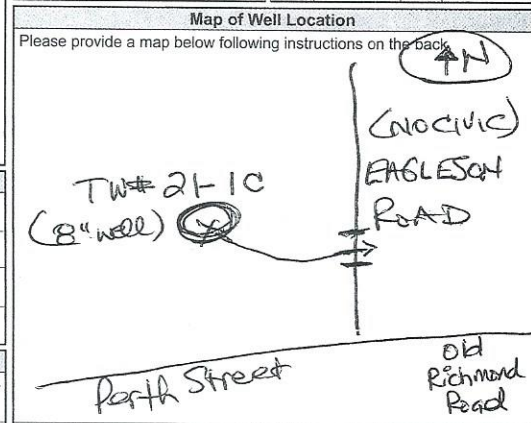 Map of Well Location
Please provide a map below following instructions on the back
N
(NO CIVIC)
EAGLESON
ROAD
TW# 21-1C
(8" well)
Perth Street
Old
Richmond
Road